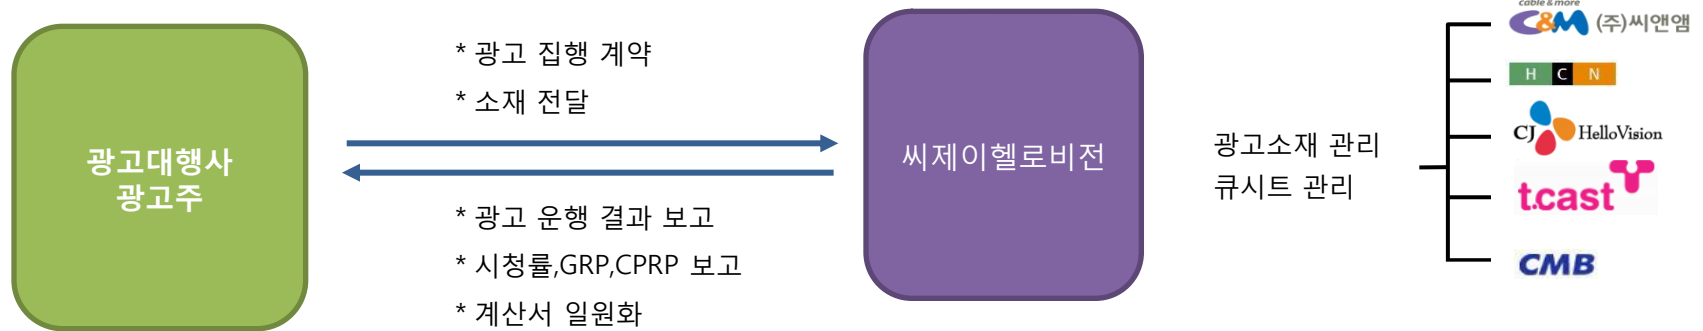 광고대행사
광고주
* 광고 집행 계약
* 소재 전달
* 광고 운행 결과 보고
* 시청률,GRP,CPRP 보고
* 계산서 일원화
씨제이헬로비전
광고소재 관리
큐시트 관리
cable & more
C&M (주)씨앤앰
H C N
CJ HelloVision
t.cast
CMB